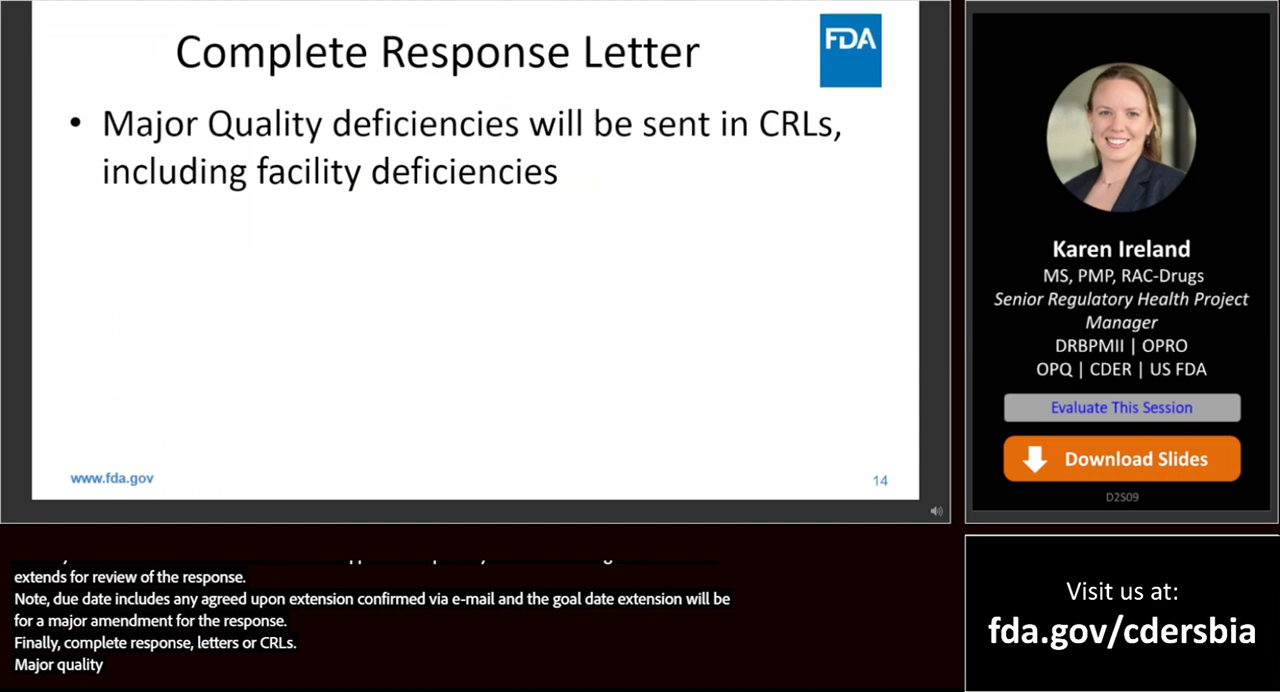 Complete Response Letter
FDA
• Major Quality deficiencies will be sent in CRLs,
including facility deficiencies
www.fda.gov
14
Karen Ireland
MS, PMP, RAC-Drugs
Senior Regulatory Health Project
Manager
DRBPMII | OPRO
OPQ | CDER | US FDA
Evaluate This Session
Download Slides
D2S09
extends for review of the response.
Note, due date includes any agreed upon extension confirmed via e-mail and the goal date extension will be
for a major amendment for the response.
Finally, complete response, letters or CRLs.
Major quality
Visit us at:
fda.gov/cdersbia